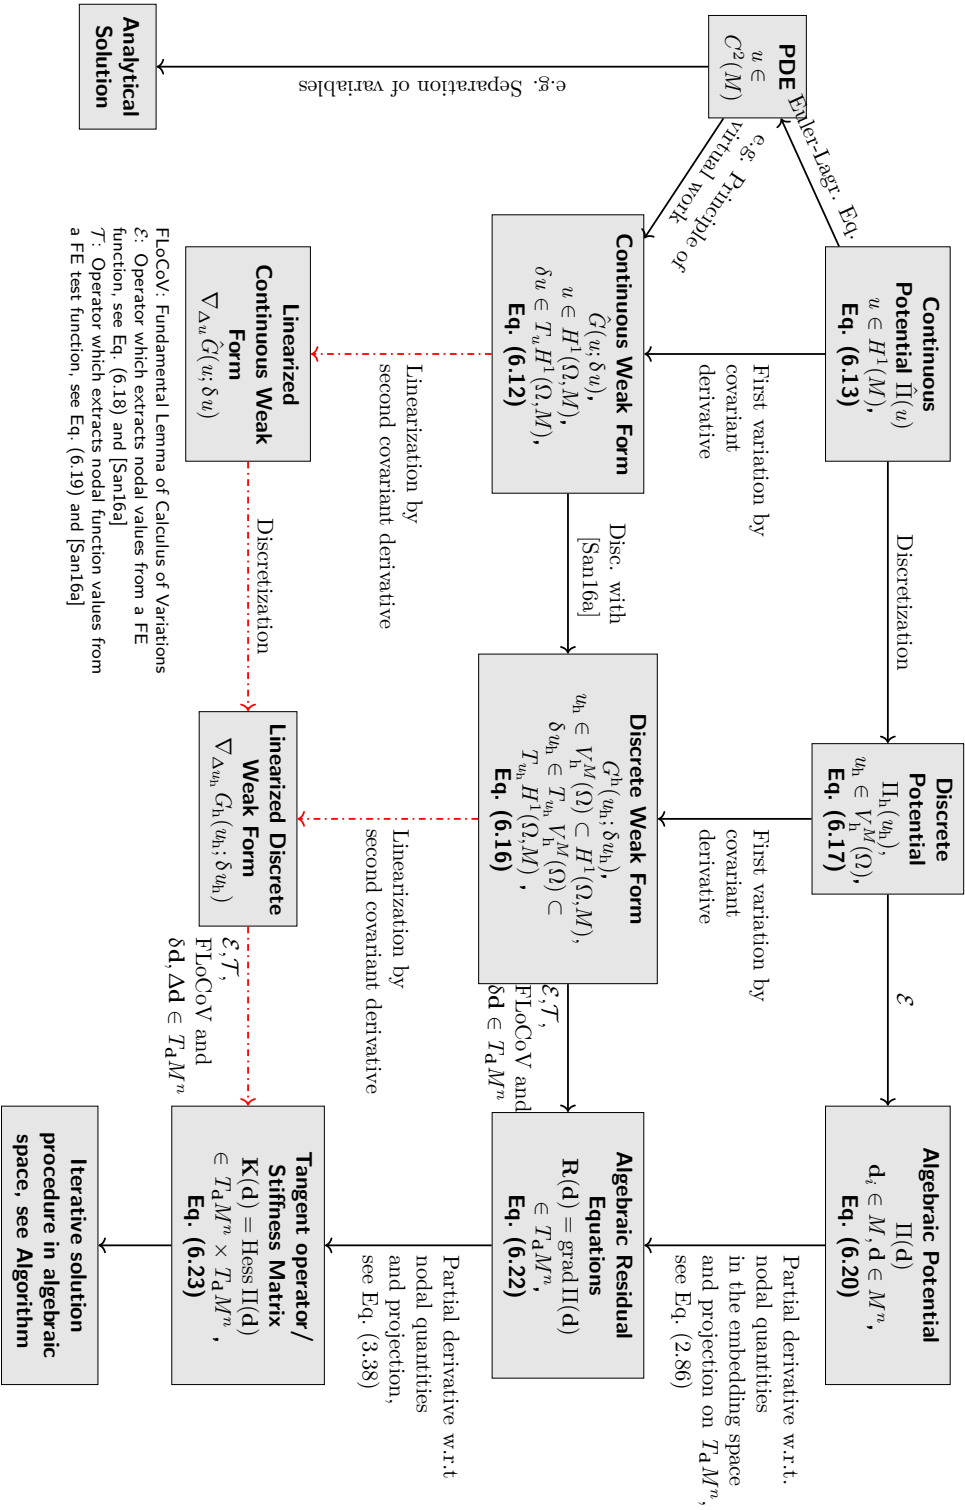 PDE
u ∈
C²(M)
e.g. Separation of variables
Analytical
Solution
Euler-Lagr. Eq.
e.g. Principle of
virtual work
Continuous
Potential Π̂(u)
u ∈ H¹(M),
Eq. (6.13)
First variation by
covariant
derivative
Continuous Weak Form
Ĝ(u; δu),
u ∈ H¹(Ω, M),
δu ∈ T_u H¹(Ω, M),
Eq. (6.12)
Linearization by
second covariant derivative
Linearized
Continuous Weak
Form
∇_{Δu} Ĝ(u; δu)
Discretization
Disc. with
[San16a]
Discretization
Discrete
Potential
Π_h(u_h),
u_h ∈ V_h^M(Ω),
Eq. (6.17)
First variation by
covariant
derivative
Discrete Weak Form
G^h(u_h; δu_h),
u_h ∈ V_h^M(Ω) ⊂ H¹(Ω, M),
δu_h ∈ T_{u_h} V_h^M(Ω) ⊂
T_{u_h} H¹(Ω, M) ,
Eq. (6.16)
Linearization by
second covariant derivative
Linearized Discrete
Weak Form
∇_{Δu_h} G_h(u_h; δu_h)
ℰ
ℰ, 𝒯,
FLoCoV and
δd ∈ T_d Mⁿ
ℰ, 𝒯,
FLoCoV and
δd, Δd ∈ T_d Mⁿ
Algebraic Potential
Π(d)
d_i ∈ M, d ∈ Mⁿ,
Eq. (6.20)
Partial derivative w.r.t.
nodal quantities
in the embedding space
and projection on T_d Mⁿ,
see Eq. (2.86)
Algebraic Residual
Equations
R(d) = grad Π(d)
∈ T_d Mⁿ,
Eq. (6.22)
Partial derivative w.r.t
nodal quantities
and projection,
see Eq. (3.38)
Tangent operator/
Stiffness Matrix
K(d) = Hess Π(d)
∈ T_d Mⁿ × T_d Mⁿ ,
Eq. (6.23)
Iterative solution
procedure in algebraic
space, see Algorithm
FLoCoV: Fundamental Lemma of Calculus of Variations
ℰ: Operator which extracts nodal values from a FE
function, see Eq. (6.18) and [San16a]
𝒯: Operator which extracts nodal function values from
a FE test function, see Eq. (6.19) and [San16a]